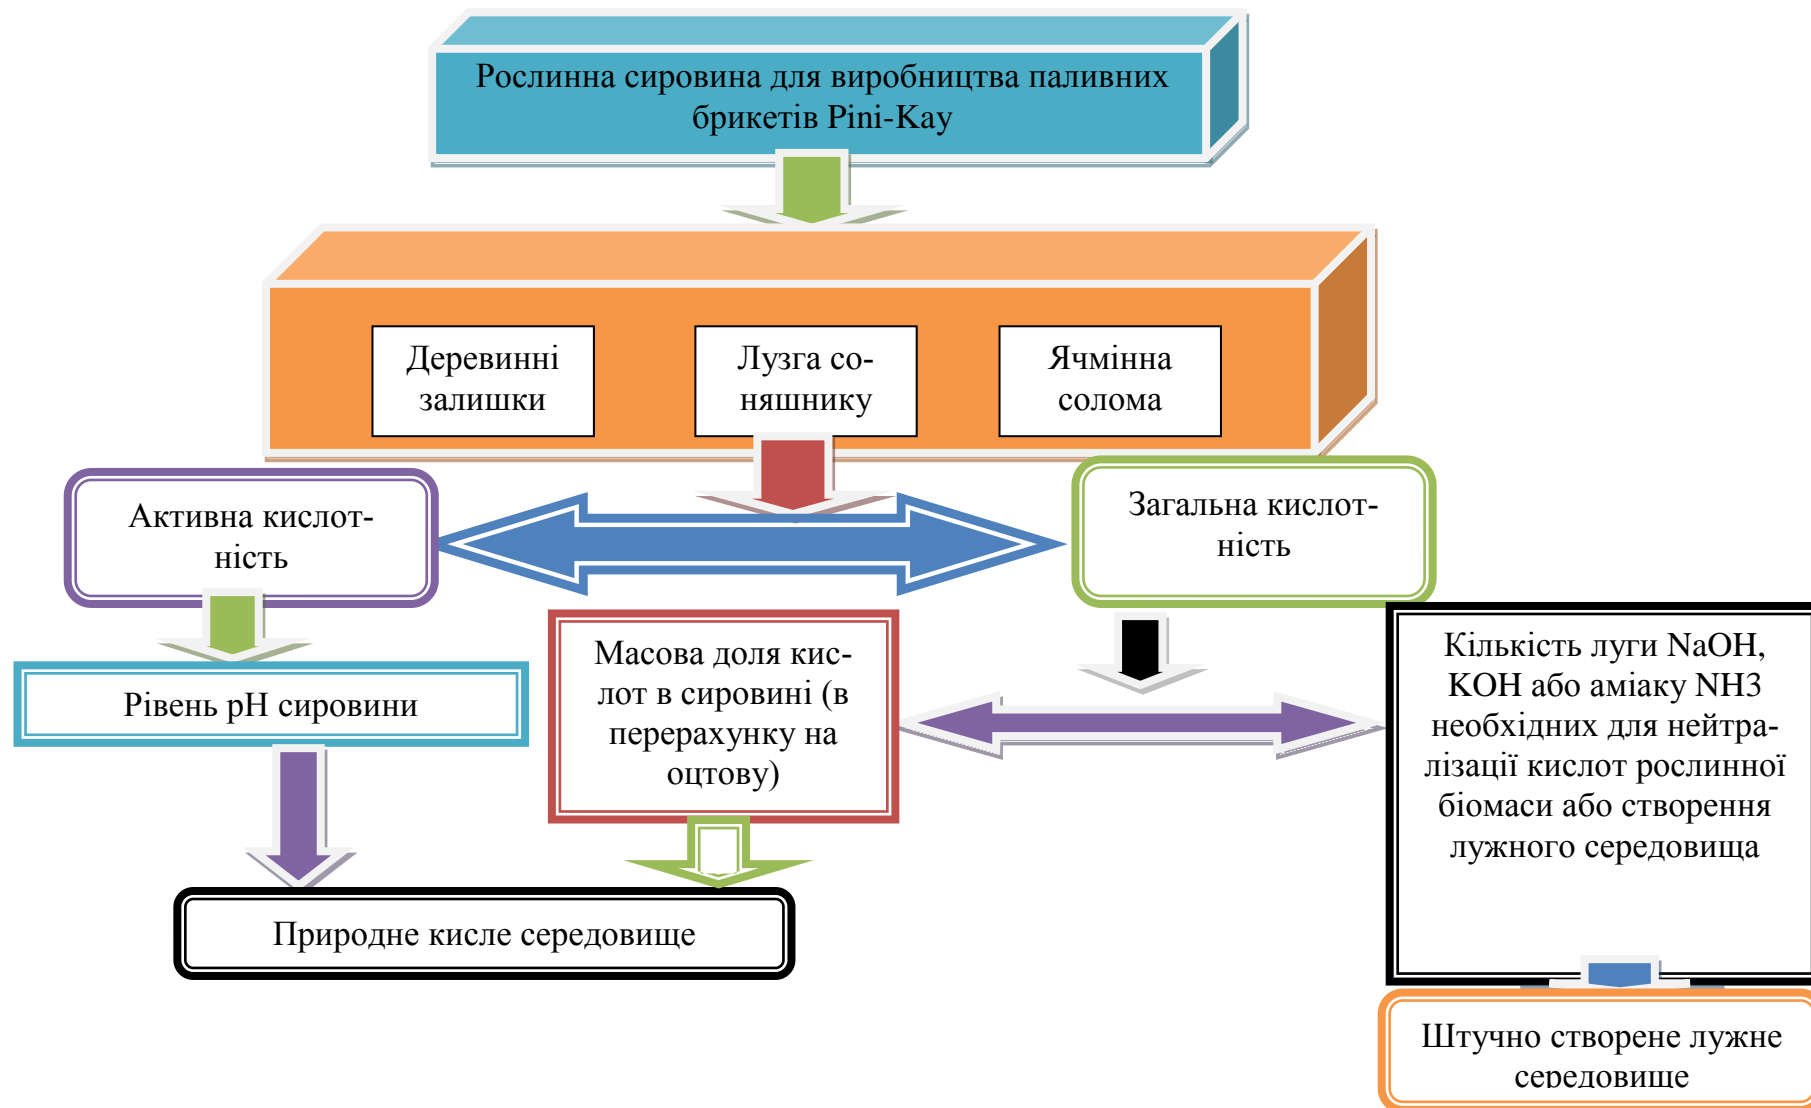 Рослинна сировина для виробництва паливних
брикетів Pini-Kay
Деревинні
залишки
Лузга со-
няшнику
Ячмінна
солома
Активна кислот-
ність
Загальна кислот-
ність
Рівень pH сировини
Масова доля кис-
лот в сировині (в
перерахунку на
оцтову)
Кількість луги NaOH,
KOH або аміаку NH3
необхідних для нейтра-
лізації кислот рослинної
біомаси або створення
лужного середовища
Природне кисле середовище
Штучно створене лужне
середовище